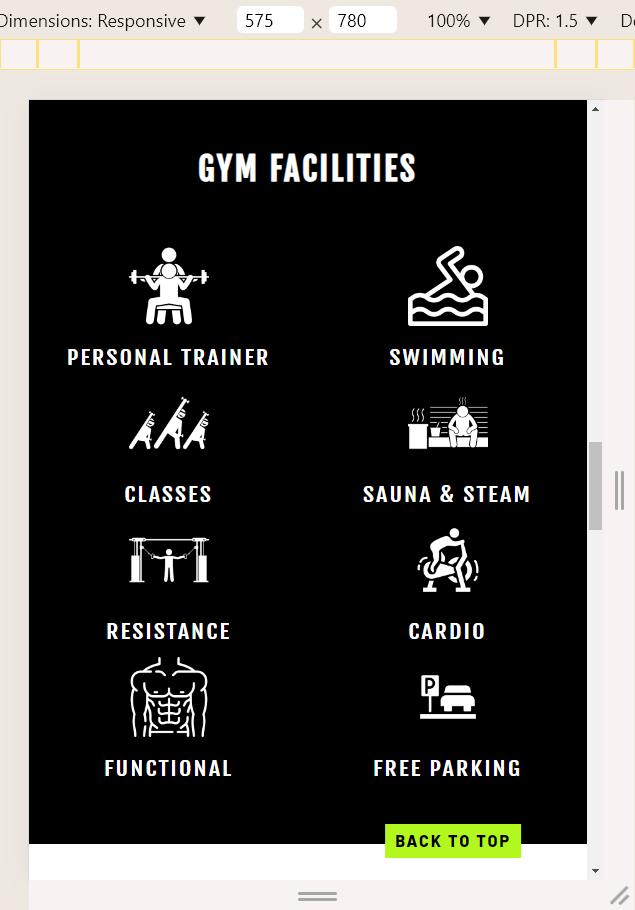 Dimensions: Responsive ▼ 575 × 780 100% ▼ DPR: 1.5 ▼
GYM FACILITIES
PERSONAL TRAINER SWIMMING
CLASSES SAUNA & STEAM
RESISTANCE CARDIO
P
FUNCTIONAL FREE PARKING
BACK TO TOP